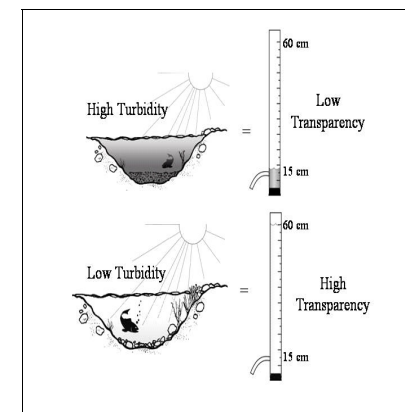 60 cm
High Turbidity
Low
Transparency
=
15 cm
60 cm
Low Turbidity
High
Transparency
=
15 cm